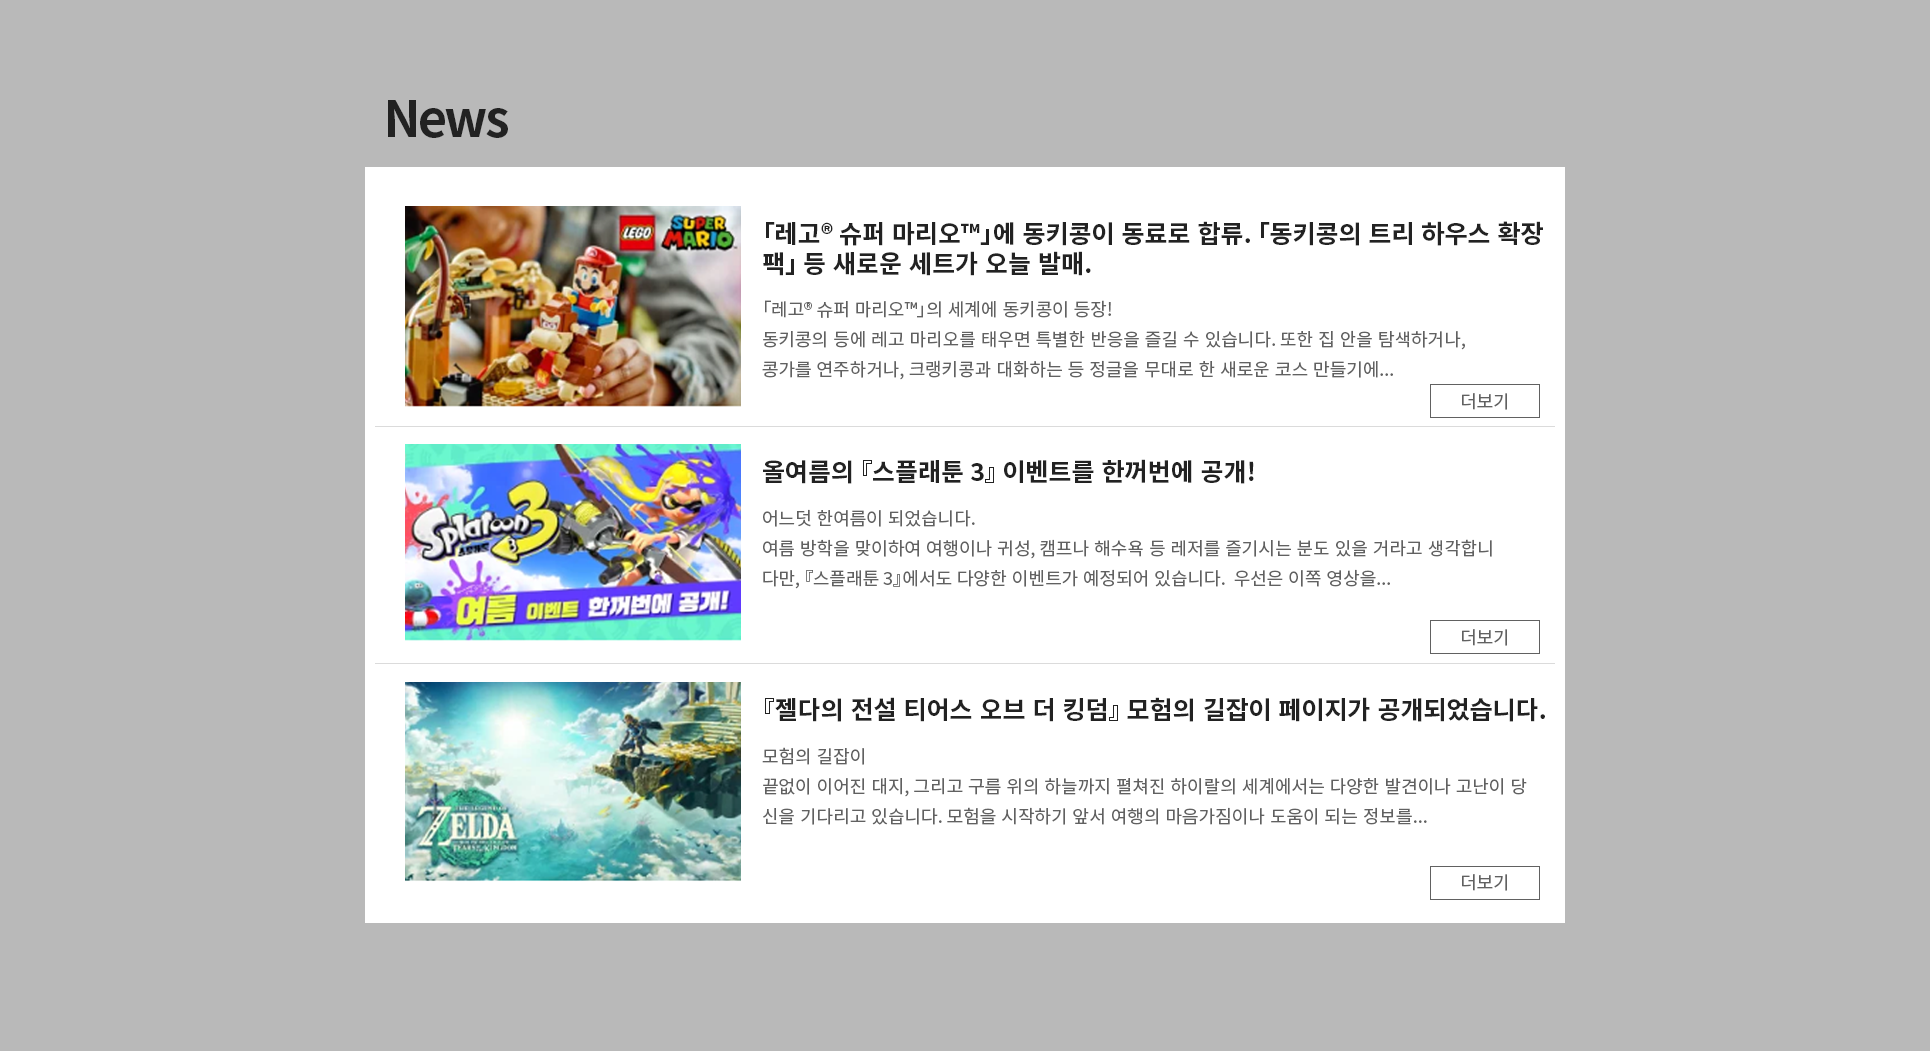 News
LEGO
SUPER
MARIO
「레고® 슈퍼 마리오™」에 동키콩이 동료로 합류. 「동키콩의 트리 하우스 확장
팩」 등 새로운 세트가 오늘 발매.
「레고® 슈퍼 마리오™」의 세계에 동키콩이 등장!
동키콩의 등에 레고 마리오를 태우면 특별한 반응을 즐길 수 있습니다. 또한 집 안을 탐색하거나,
콩가를 연주하거나, 크랭키콩과 대화하는 등 정글을 무대로 한 새로운 코스 만들기에...
더보기
Splatoon 3
여름 이벤트 한꺼번에 공개!
올여름의 『스플래툰 3』 이벤트를 한꺼번에 공개!
어느덧 한여름이 되었습니다.
여름 방학을 맞이하여 여행이나 귀성, 캠프나 해수욕 등 레저를 즐기시는 분도 있을 거라고 생각합니
다만, 『스플래툰 3』에서도 다양한 이벤트가 예정되어 있습니다.  우선은 이쪽 영상을...
더보기
THE LEGEND OF
ZELDA
TEARS OF THE KINGDOM
『젤다의 전설 티어스 오브 더 킹덤』 모험의 길잡이 페이지가 공개되었습니다.
모험의 길잡이
끝없이 이어진 대지, 그리고 구름 위의 하늘까지 펼쳐진 하이랄의 세계에서는 다양한 발견이나 고난이 당
신을 기다리고 있습니다. 모험을 시작하기 앞서 여행의 마음가짐이나 도움이 되는 정보를...
더보기